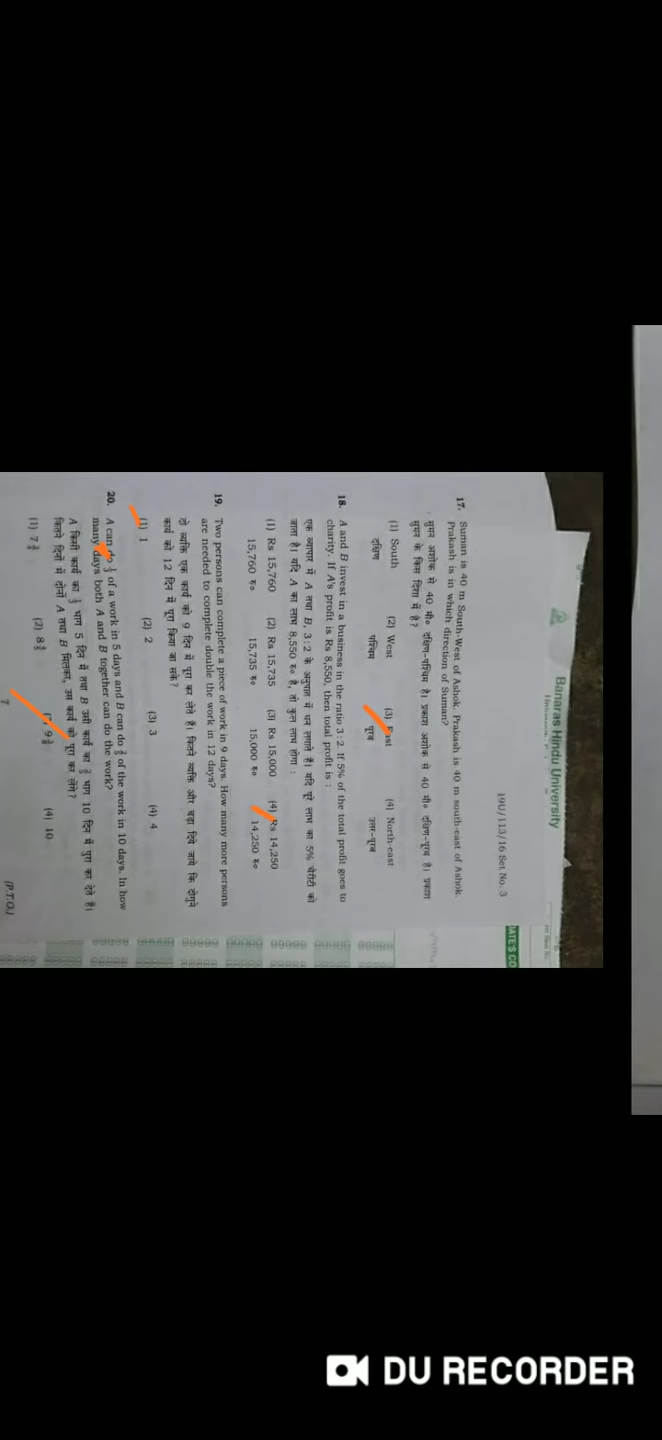 Banaras Hindu University
19U/113/16 Set No. 3
DATE'S CO
17. Suman is 40 m South-West of Ashok. Prakash is 40 m south-east of Ashok.
Prakash is in which direction of Suman?
सुमन अशोक से 40 मी० दक्षिण-पश्चिम है। प्रकाश अशोक से 40 मी० दक्षिण-पूरब है। प्रकाश
सुमन के किस दिशा में है?
(1) South (2) West (3) East (4) North-east
दक्षिण पश्चिम पूरब उत्तर-पूरब
18. A and B invest in a business in the ratio 3 : 2. If 5% of the total profit goes to
charity. If A's profit is Rs 8,550, then total profit is :
एक व्यापार में A तथा B, 3 : 2 के अनुपात में धन लगाते हैं। यदि पूरे लाभ का 5% चैरीटी को
जाता है। यदि A का लाभ 8,550 रु० है, तो कुल लाभ होगा :
(1) Rs 15,760 (2) Rs 15,735 (3) Rs 15,000 (4) Rs 14,250
15,760 रु० 15,735 रु० 15,000 रु० 14,250 रु०
19. Two persons can complete a piece of work in 9 days. How many more persons
are needed to complete double the work in 12 days?
दो व्यक्ति एक कार्य को 9 दिन में पूरा कर लेते हैं। कितने व्यक्ति और बढ़ा दिये जाये कि दोगुने
कार्य को 12 दिन में पूरा किया जा सके?
(1) 1 (2) 2 (3) 3 (4) 4
20. A can do of a work in 5 days and B can do of the work in 10 days. In how
many days both A and B together can do the work?
A किसी कार्य का भाग 5 दिन में तथा B उसी कार्य का भाग 10 दिन में पूरा कर देते हैं।
कितने दिनों में दोनों A तथा B मिलकर, उस कार्य को पूरा कर लेंगे?
(1) 7 (2) 8 9 (4) 10
7
(P.T.O.)
DU RECORDER